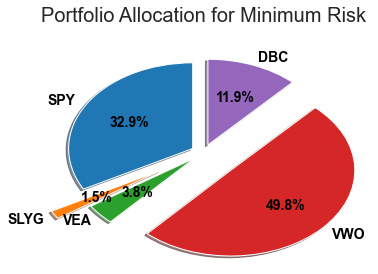 Portfolio Allocation for Minimum Risk
DBC
11.9%
SPY
32.9%
1.5%
3.8%
SLYG
VEA
49.8%
VWO